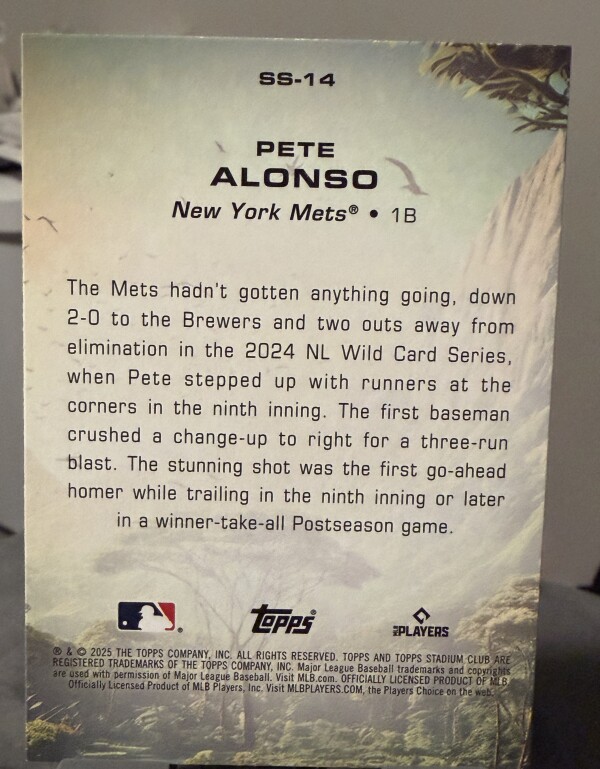 SS-14
PETE
ALONSO
New York Mets® • 1B
The Mets hadn't gotten anything going, down
2-0 to the Brewers and two outs away from
elimination in the 2024 NL Wild Card Series,
when Pete stepped up with runners at the
corners in the ninth inning. The first baseman
crushed a change-up to right for a three-run
blast. The stunning shot was the first go-ahead
homer while trailing in the ninth inning or later
in a winner-take-all Postseason game.
® topps® MLB PLAYERS
® & © 2025 THE TOPPS COMPANY, INC. ALL RIGHTS RESERVED. TOPPS AND TOPPS STADIUM CLUB ARE
REGISTERED TRADEMARKS OF THE TOPPS COMPANY, INC. Major League Baseball trademarks and copyrights
are used with permission of Major League Baseball. Visit MLB.com. OFFICIALLY LICENSED PRODUCT OF MLB
Officially Licensed Product of MLB Players, Inc. Visit MLBPLAYERS.COM, the Players Choice on the web.